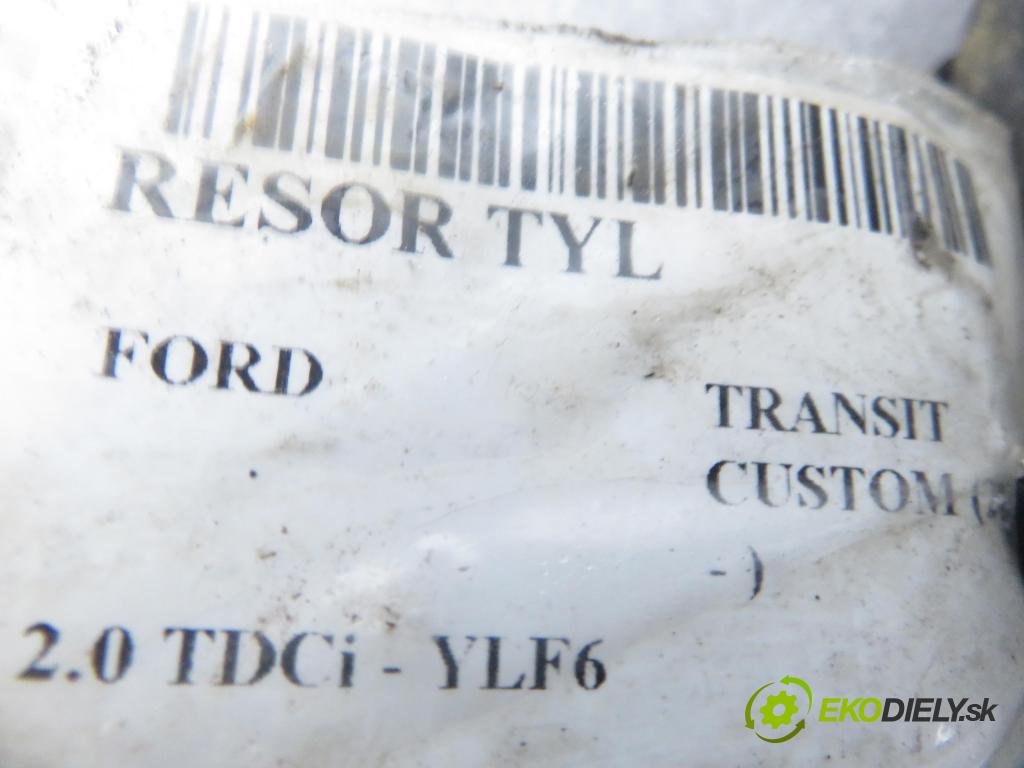 RESOR TYL
FORD
TRANSIT
CUSTOM (
- )
2.0 TDCi - YLF6
EKODIELY.sk